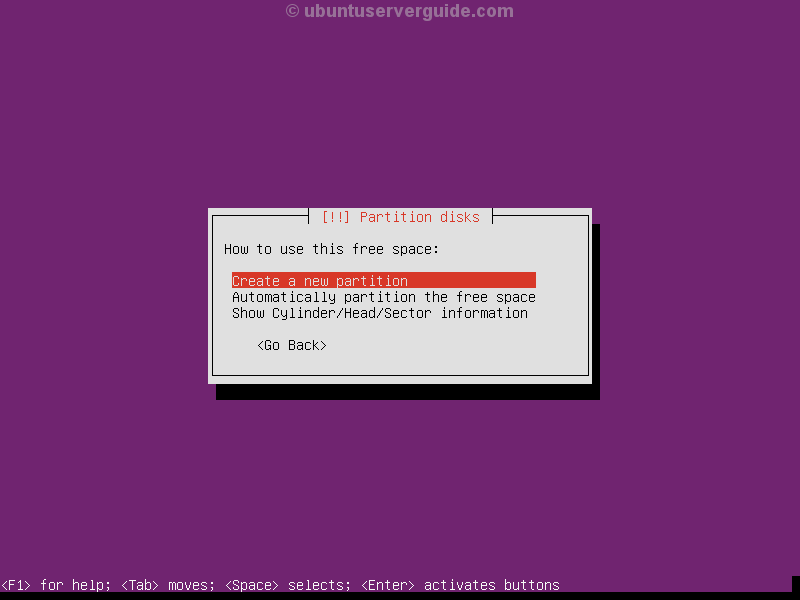 © ubuntuserverguide.com
[!!] Partition disks
How to use this free space:
Create a new partition
Automatically partition the free space
Show Cylinder/Head/Sector information
<Go Back>
<F1> for help; <Tab> moves; <Space> selects; <Enter> activates buttons